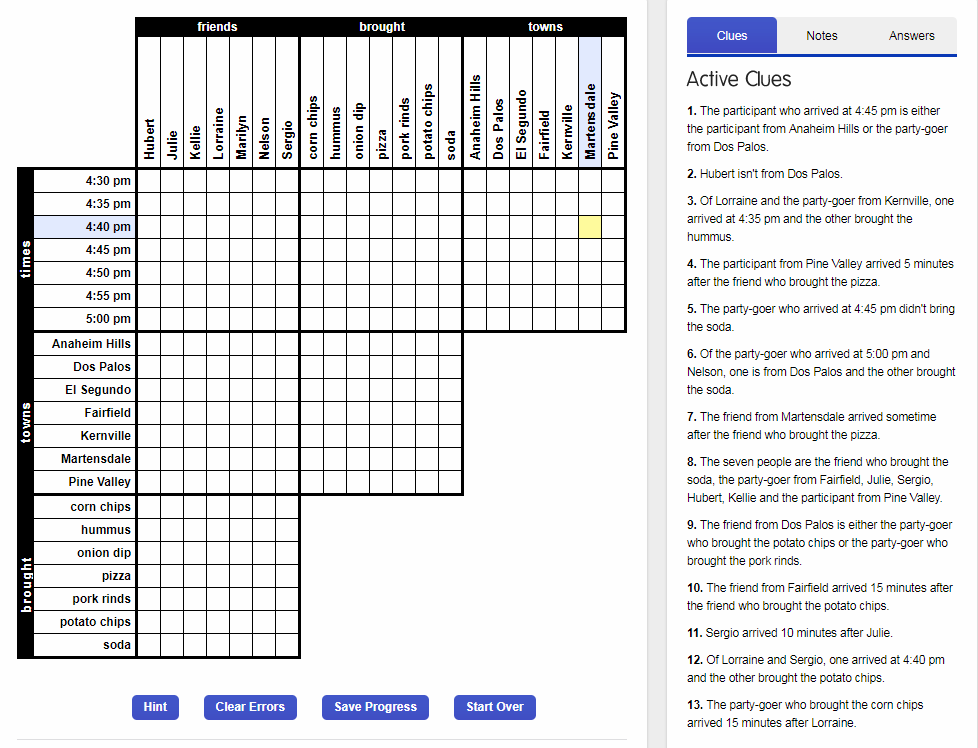 friends brought towns
Hubert Julie Kellie Lorraine Marilyn Nelson Sergio corn chips hummus onion dip pizza pork rinds potato chips soda Anaheim Hills Dos Palos El Segundo Fairfield Kernville Martensdale Pine Valley
times
4:30 pm
4:35 pm
4:40 pm
4:45 pm
4:50 pm
4:55 pm
5:00 pm
towns
Anaheim Hills
Dos Palos
El Segundo
Fairfield
Kernville
Martensdale
Pine Valley
brought
corn chips
hummus
onion dip
pizza
pork rinds
potato chips
soda
Hint Clear Errors Save Progress Start Over
Clues Notes Answers
Active Clues
1. The participant who arrived at 4:45 pm is either
the participant from Anaheim Hills or the party-goer
from Dos Palos.
2. Hubert isn't from Dos Palos.
3. Of Lorraine and the party-goer from Kernville, one
arrived at 4:35 pm and the other brought the
hummus.
4. The participant from Pine Valley arrived 5 minutes
after the friend who brought the pizza.
5. The party-goer who arrived at 4:45 pm didn't bring
the soda.
6. Of the party-goer who arrived at 5:00 pm and
Nelson, one is from Dos Palos and the other brought
the soda.
7. The friend from Martensdale arrived sometime
after the friend who brought the pizza.
8. The seven people are the friend who brought the
soda, the party-goer from Fairfield, Julie, Sergio,
Hubert, Kellie and the participant from Pine Valley.
9. The friend from Dos Palos is either the party-goer
who brought the potato chips or the party-goer who
brought the pork rinds.
10. The friend from Fairfield arrived 15 minutes after
the friend who brought the potato chips.
11. Sergio arrived 10 minutes after Julie.
12. Of Lorraine and Sergio, one arrived at 4:40 pm
and the other brought the potato chips.
13. The party-goer who brought the corn chips
arrived 15 minutes after Lorraine.